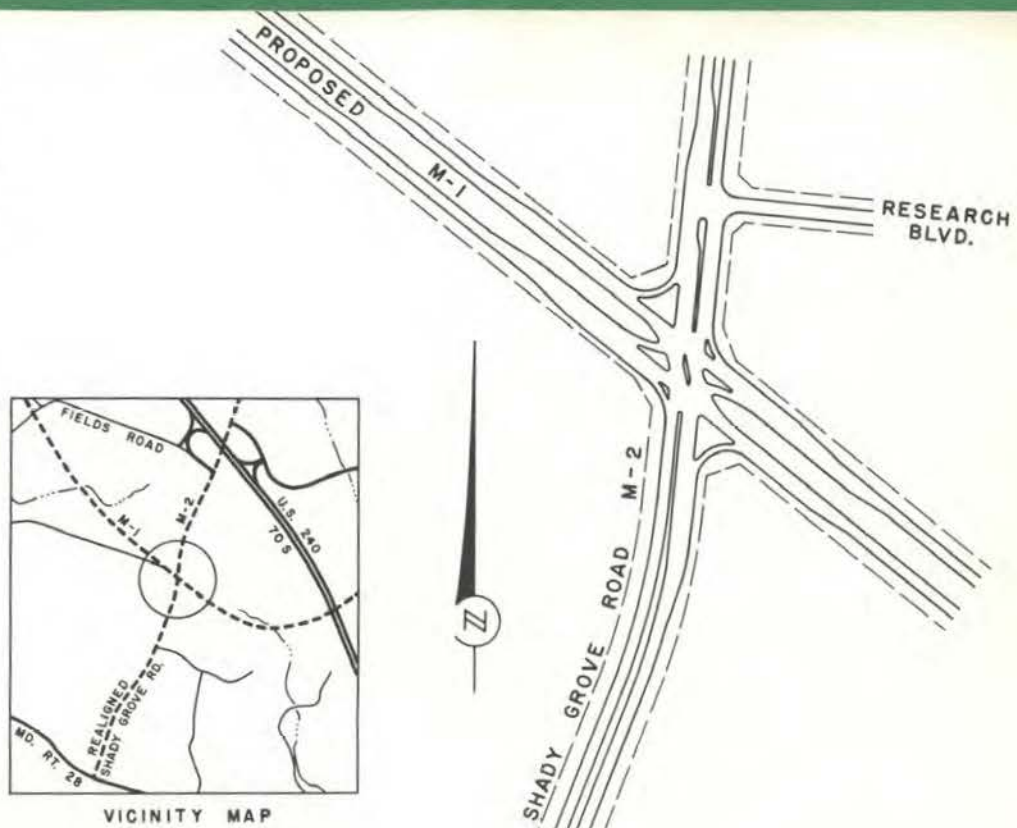 PROPOSED
M-1
RESEARCH
BLVD.
SHADY GROVE ROAD M-2
N
FIELDS ROAD
M-1
M-2
U.S. 240
70 S
REALIGNED
SHADY GROVE RD.
MD. RT. 28
VICINITY MAP